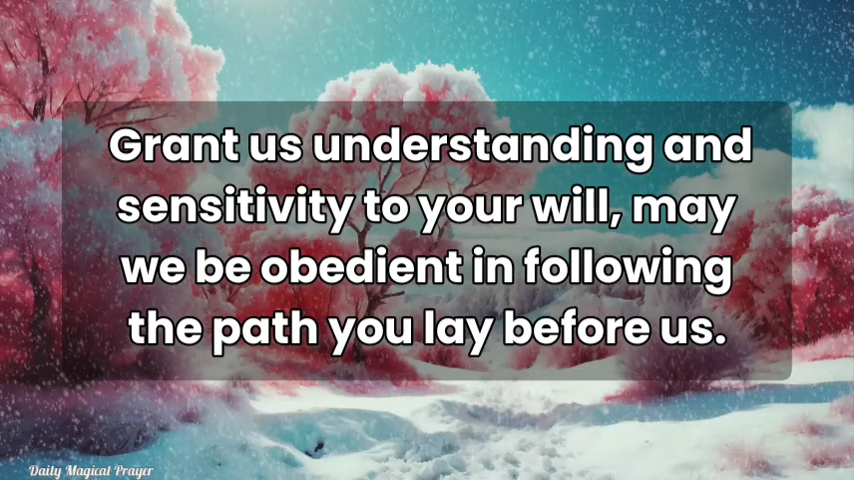 Grant us understanding and
sensitivity to your will, may
we be obedient in following
the path you lay before us.
Daily Magical Prayer